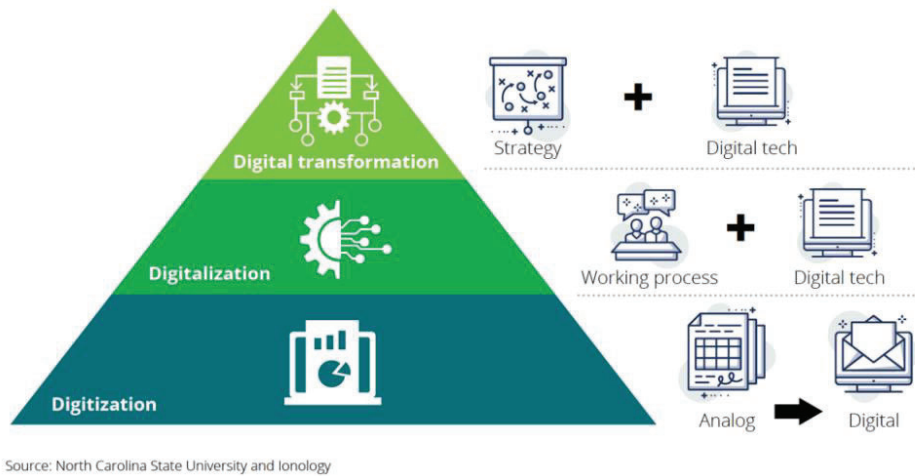 Strategy
Digital tech
Digital transformation
Working process
Digital tech
Digitalization
Analog
Digital
Digitization
Source: North Carolina State University and Ionology